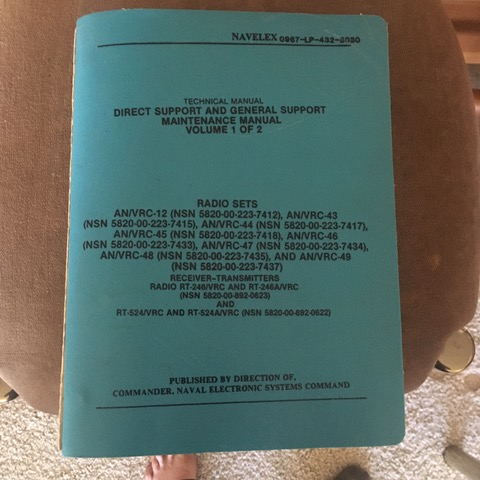 NAVELEX 0967-LP-432-3030
TECHNICAL MANUAL
DIRECT SUPPORT AND GENERAL SUPPORT
MAINTENANCE MANUAL
VOLUME 1 OF 2
RADIO SETS
AN/VRC-12 (NSN 5820-00-223-7412), AN/VRC-43
(NSN 5820-00-223-7415), AN/VRC-44 (NSN 5820-00-223-7417),
AN/VRC-45 (NSN 5820-00-223-7418), AN/VRC-46
(NSN 5820-00-223-7433), AN/VRC-47 (NSN 5820-00-223-7434),
AN/VRC-48 (NSN 5820-00-223-7435), AND AN/VRC-49
(NSN 5820-00-223-7437)
RECEIVER-TRANSMITTERS
RADIO RT-246/VRC AND RT-246A/VRC
(NSN 5820-00-892-0623)
AND
RT-524/VRC AND RT-524A/VRC (NSN 5820-00-892-0622)
PUBLISHED BY DIRECTION OF,
COMMANDER, NAVAL ELECTRONIC SYSTEMS COMMAND